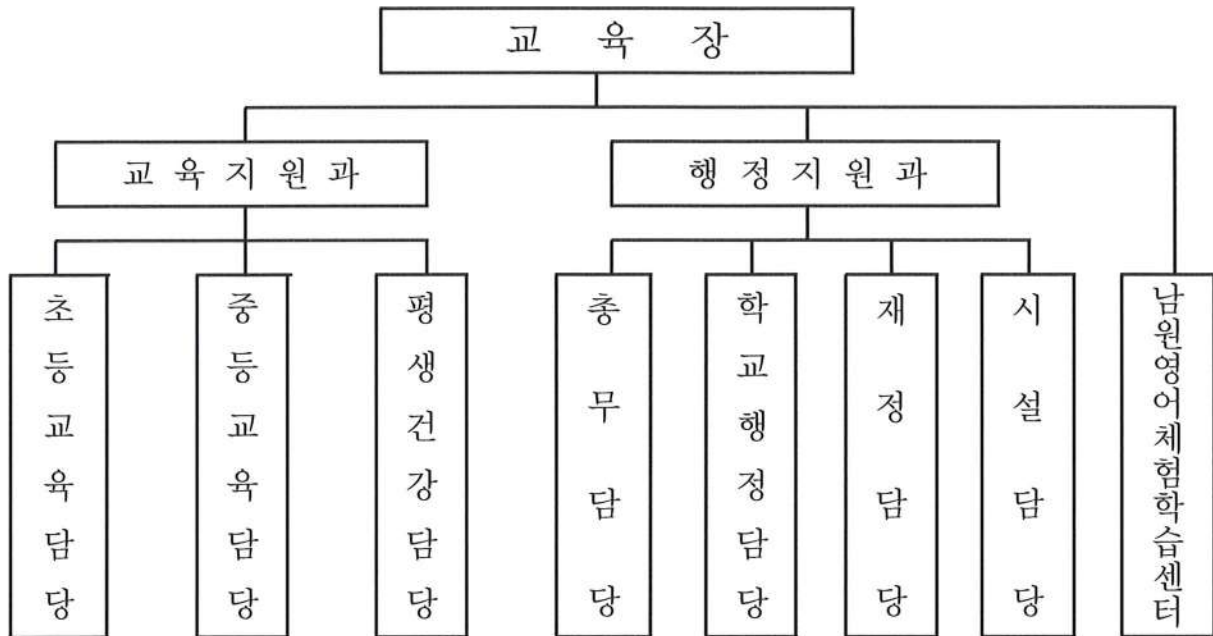 교 육 장
교 육 지 원 과
행 정 지 원 과
초등교육담당
중등교육담당
평생건강담당
총무담당
학교행정담당
재정담당
시설담당
남원영어체험학습센터